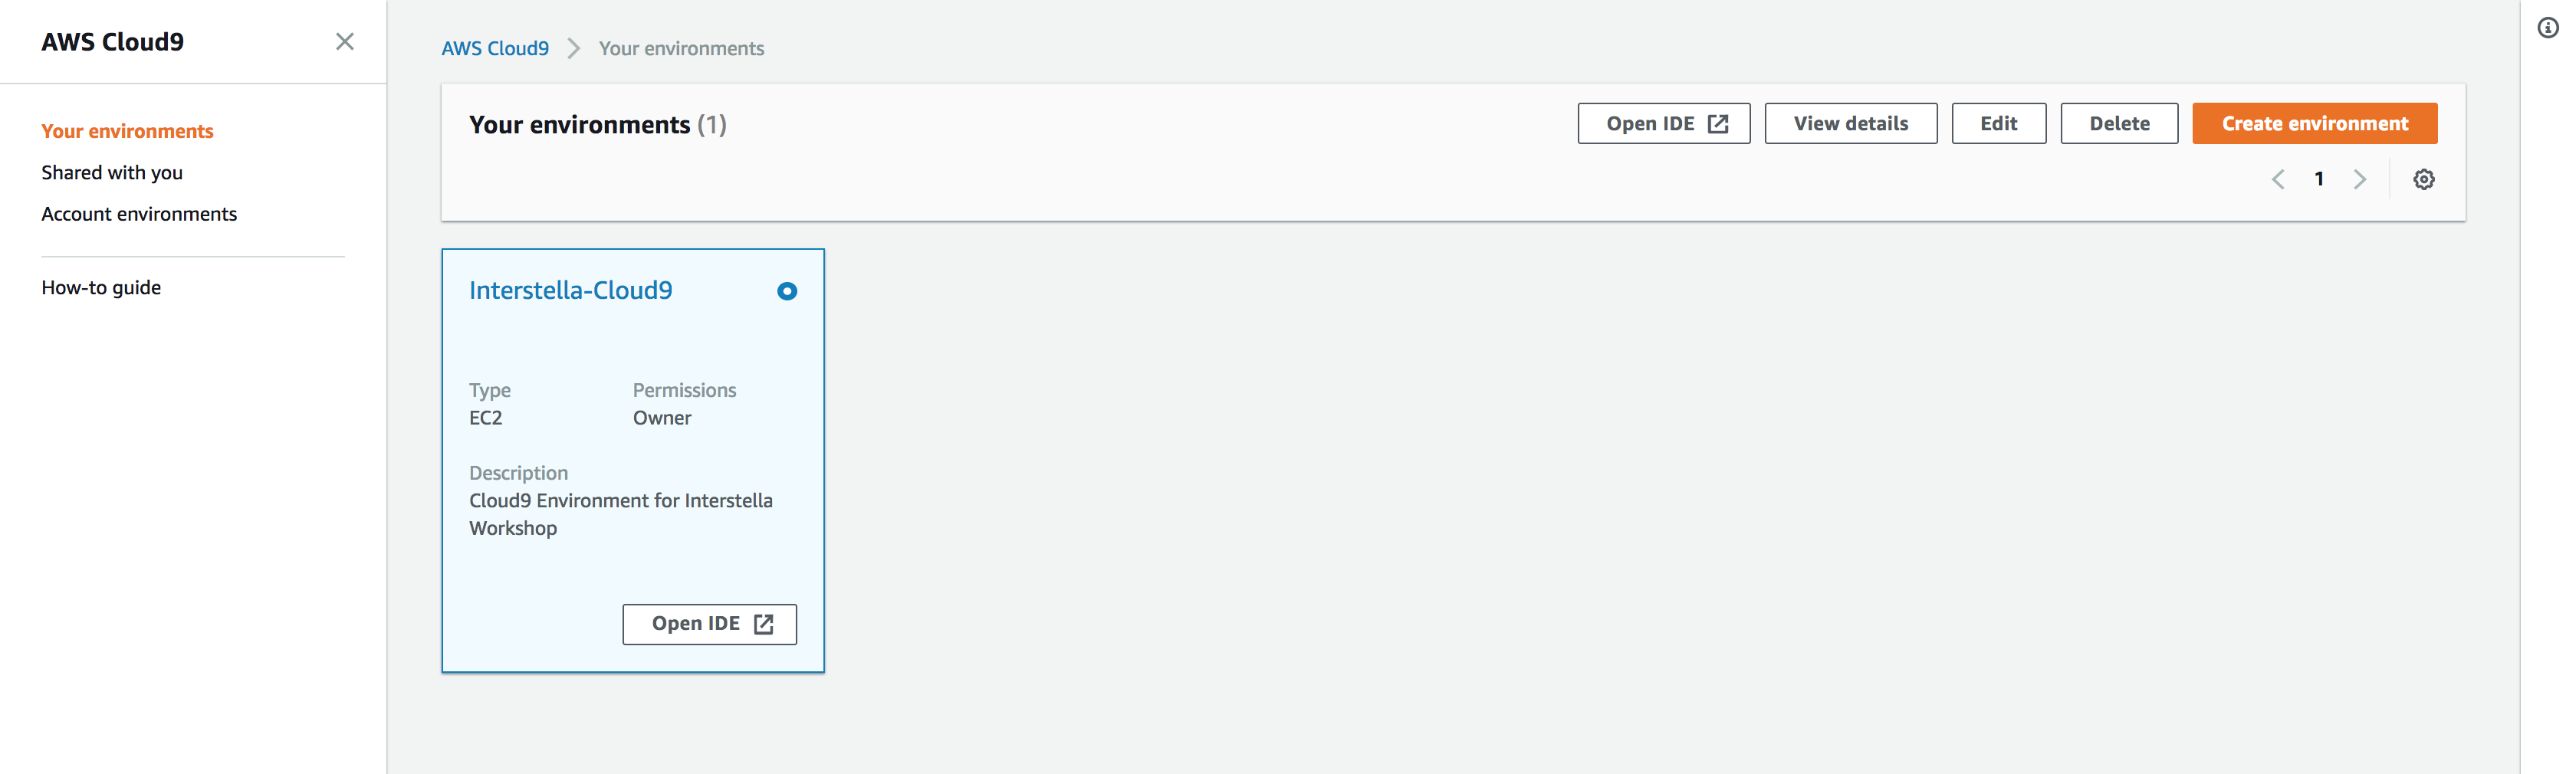 AWS Cloud9
Your environments
Shared with you
Account environments
How-to guide
AWS Cloud9 Your environments
Your environments (1)
Open IDE View details Edit Delete Create environment
1
Interstella-Cloud9
Type Permissions
EC2 Owner
Description
Cloud9 Environment for Interstella
Workshop
Open IDE